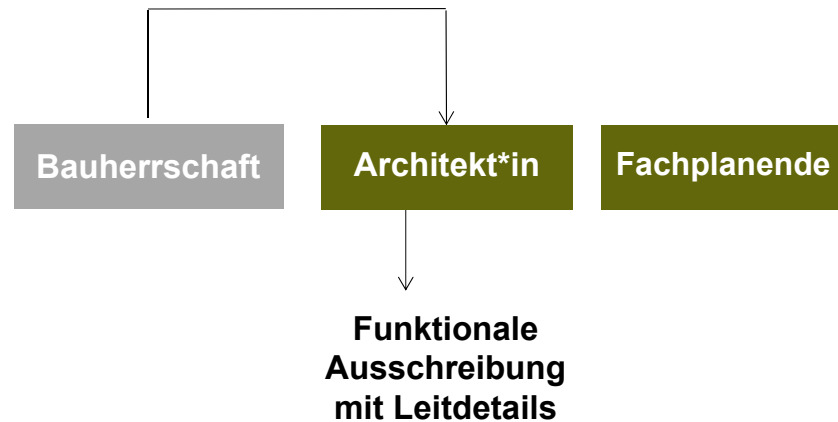 Bauherrschaft
Architekt*in
Fachplanende
Funktionale
Ausschreibung
mit Leitdetails